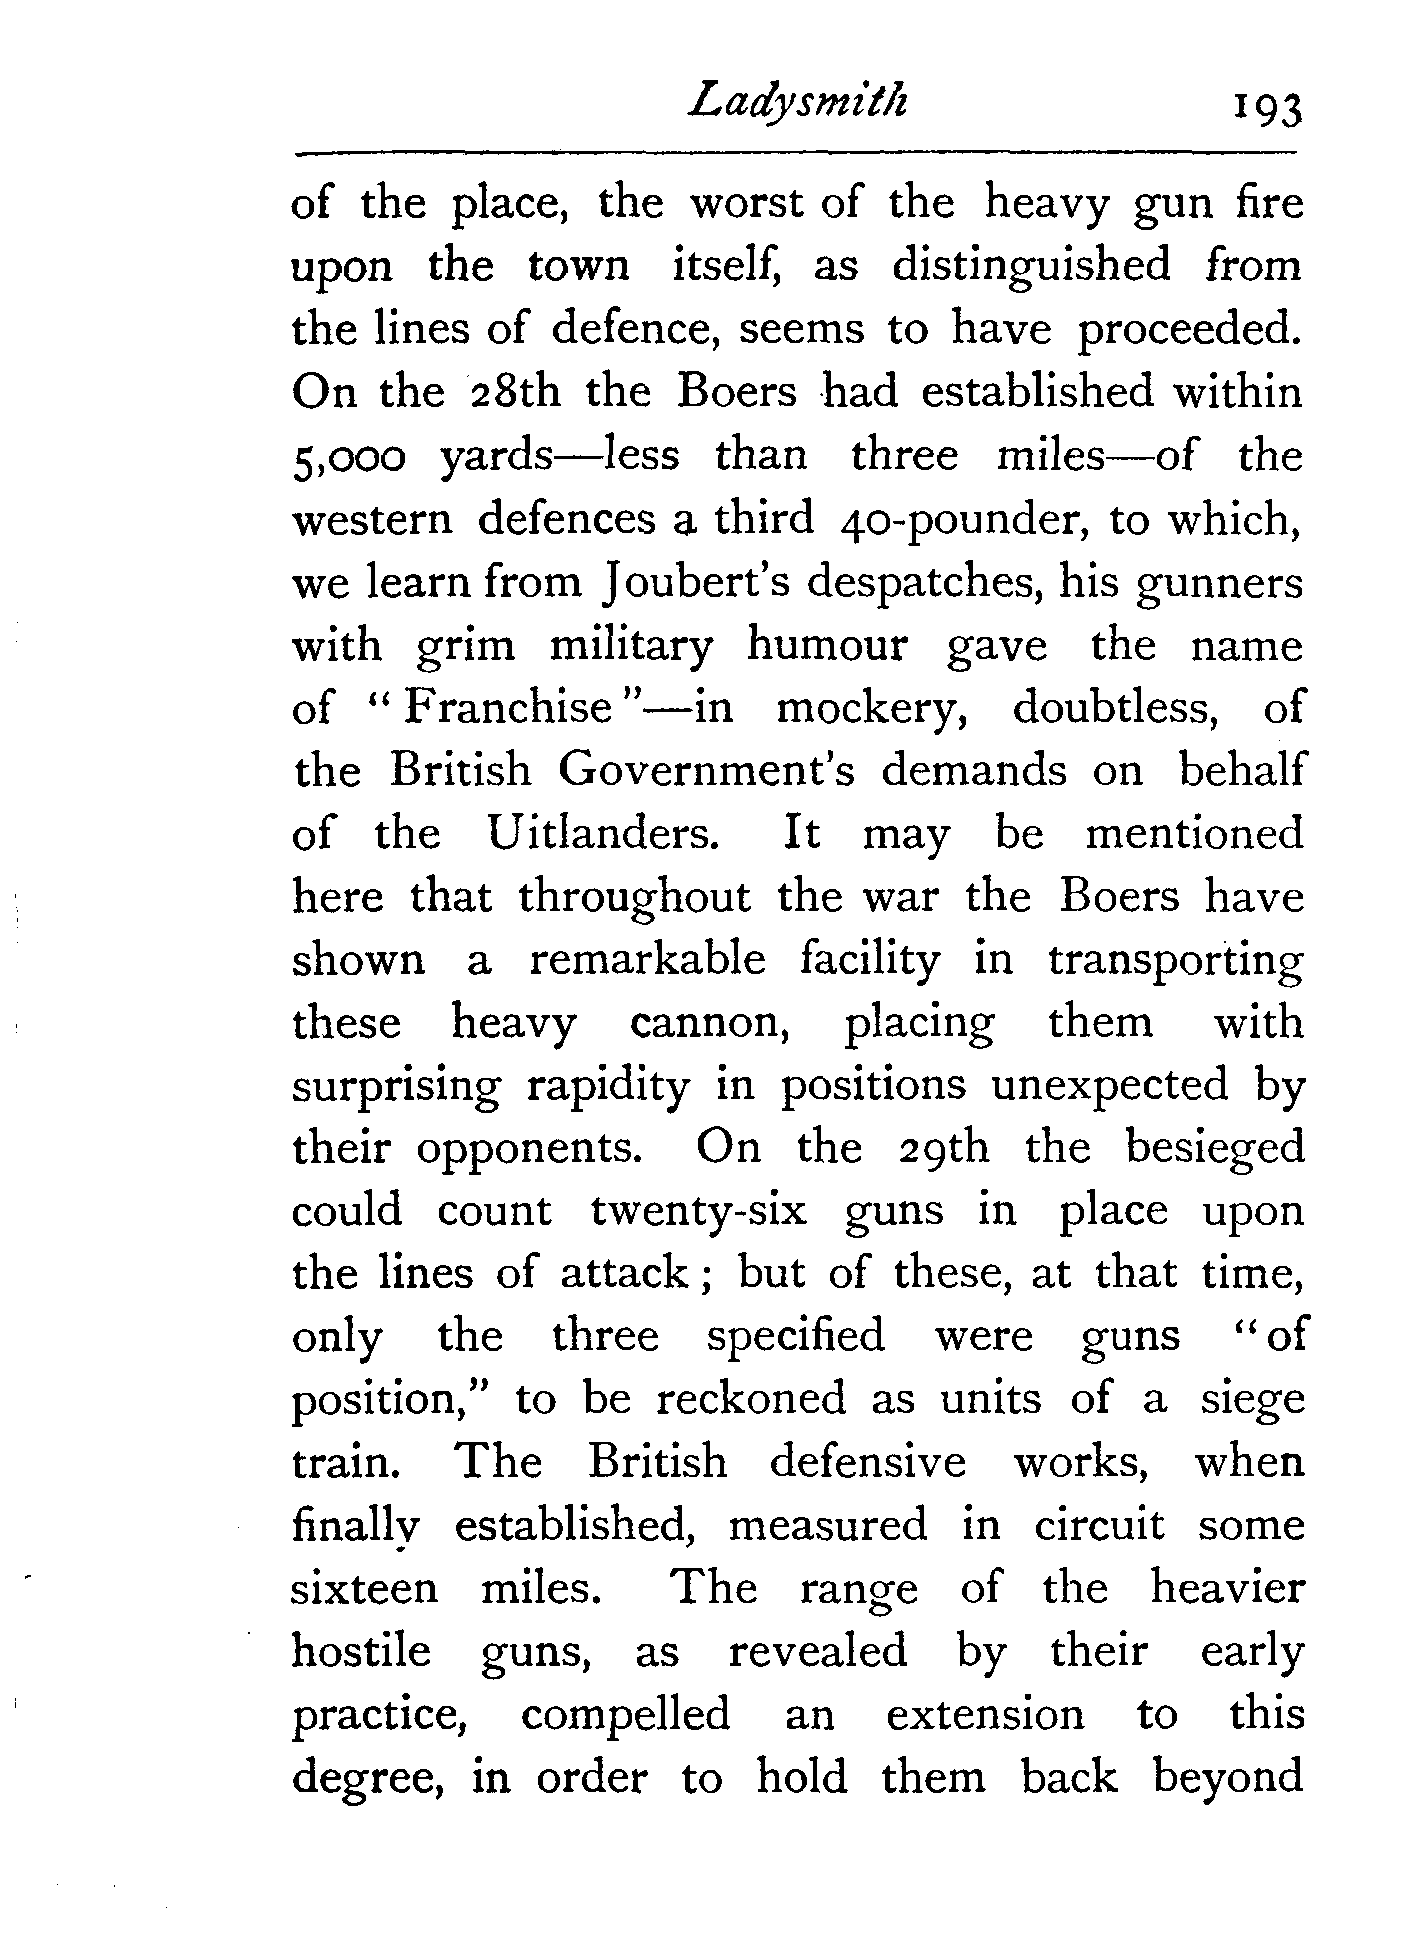 Ladysmith 193
of the place, the worst of the heavy gun fire
upon the town itself, as distinguished from
the lines of defence, seems to have proceeded.
On the 28th the Boers had established within
5,000 yards—less than three miles—of the
western defences a third 40-pounder, to which,
we learn from Joubert's despatches, his gunners
with grim military humour gave the name
of “ Franchise ”—in mockery, doubtless, of
the British Government's demands on behalf
of the Uitlanders. It may be mentioned
here that throughout the war the Boers have
shown a remarkable facility in transporting
these heavy cannon, placing them with
surprising rapidity in positions unexpected by
their opponents. On the 29th the besieged
could count twenty-six guns in place upon
the lines of attack ; but of these, at that time,
only the three specified were guns “ of
position,” to be reckoned as units of a siege
train. The British defensive works, when
finally established, measured in circuit some
sixteen miles. The range of the heavier
hostile guns, as revealed by their early
practice, compelled an extension to this
degree, in order to hold them back beyond